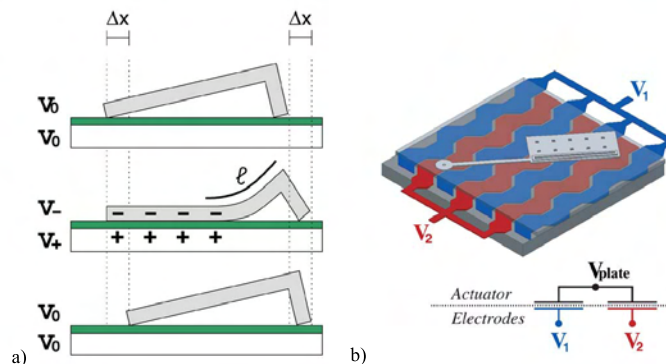 Δx Δx
V₀
V₀
ℓ
V₋
V₊
− − − −
+ + + +
V₀
V₀
a)
V₁
V₂
Vplate
Actuator
Electrodes
V₁ V₂
b)